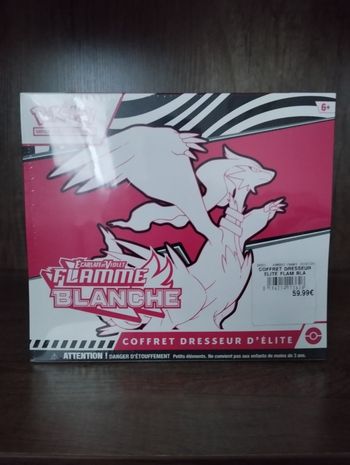 6+
ÉCARLATE ET VIOLET
FLAMME
BLANCHE
COFFRET DRESSEUR
ELITE FLAM BLA
59.99€
COFFRET DRESSEUR D'ÉLITE
ATTENTION ! DANGER D'ÉTOUFFEMENT Petits éléments. Ne convient pas aux enfants de moins de 3 ans.